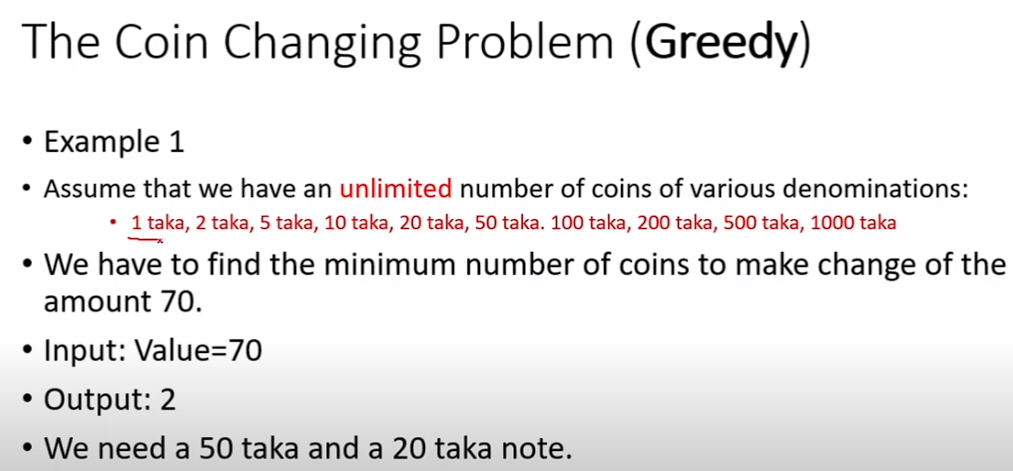 The Coin Changing Problem (Greedy)
• Example 1
• Assume that we have an unlimited number of coins of various denominations:
• 1 taka, 2 taka, 5 taka, 10 taka, 20 taka, 50 taka. 100 taka, 200 taka, 500 taka, 1000 taka
• We have to find the minimum number of coins to make change of the
amount 70.
• Input: Value=70
• Output: 2
• We need a 50 taka and a 20 taka note.